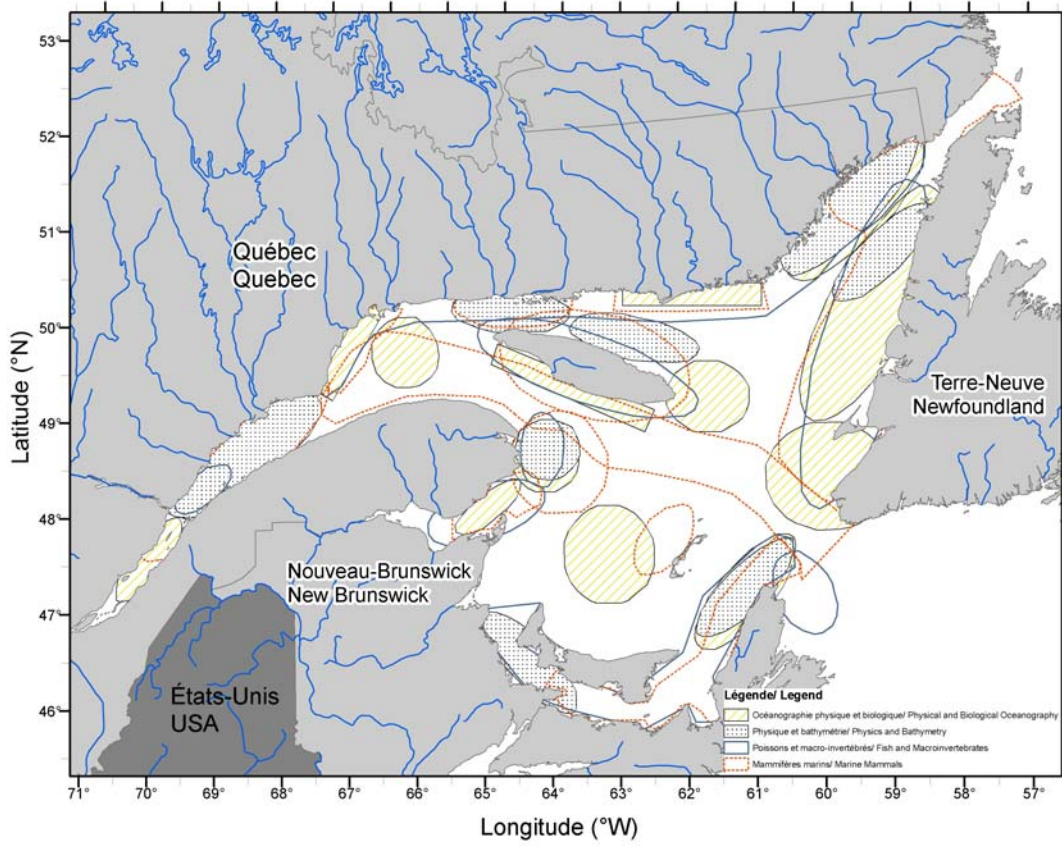 53°
52°
51°
50°
49°
48°
47°
46°
Latitude (°N)
Québec
Quebec
Terre-Neuve
Newfoundland
Nouveau-Brunswick
New Brunswick
États-Unis
USA
Légende/ Legend
Océanographie physique et biologique/ Physical and Biological Oceanography
Physique et bathymétrie/ Physics and Bathymetry
Poissons et macro-invertébrés/ Fish and Macroinvertebrates
Mammifères marins/ Marine Mammals
71° 70° 69° 68° 67° 66° 65° 64° 63° 62° 61° 60° 59° 58° 57°
Longitude (°W)